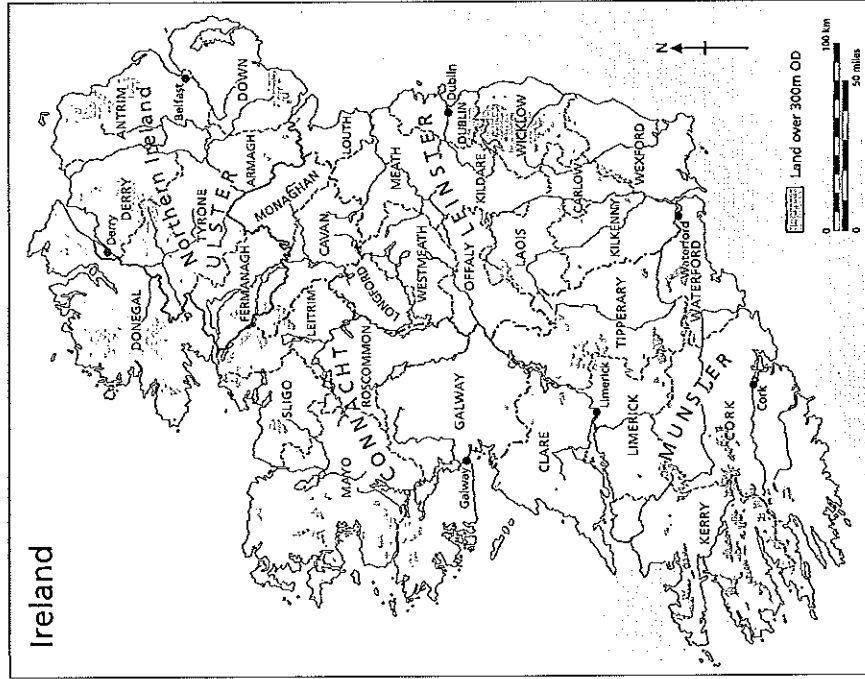 Ireland
DONEGAL
Derry
DERRY
ANTRIM
Northern Ireland
TYRONE
ULSTER
Belfast
DOWN
FERMANAGH
ARMAGH
MONAGHAN
SLIGO
LEITRIM
CAVAN
LOUTH
MAYO
CONNACHT
ROSCOMMON
LONGFORD
MEATH
WESTMEATH
GALWAY
Galway
OFFALY
LEINSTER
KILDARE
DUBLIN
Dublin
WICKLOW
LAOIS
CLARE
CARLOW
TIPPERARY
KILKENNY
WEXFORD
Limerick
LIMERICK
Waterford
WATERFORD
MUNSTER
KERRY
CORK
Cork
N
Land over 300m OD
0 100 km
0 50 miles